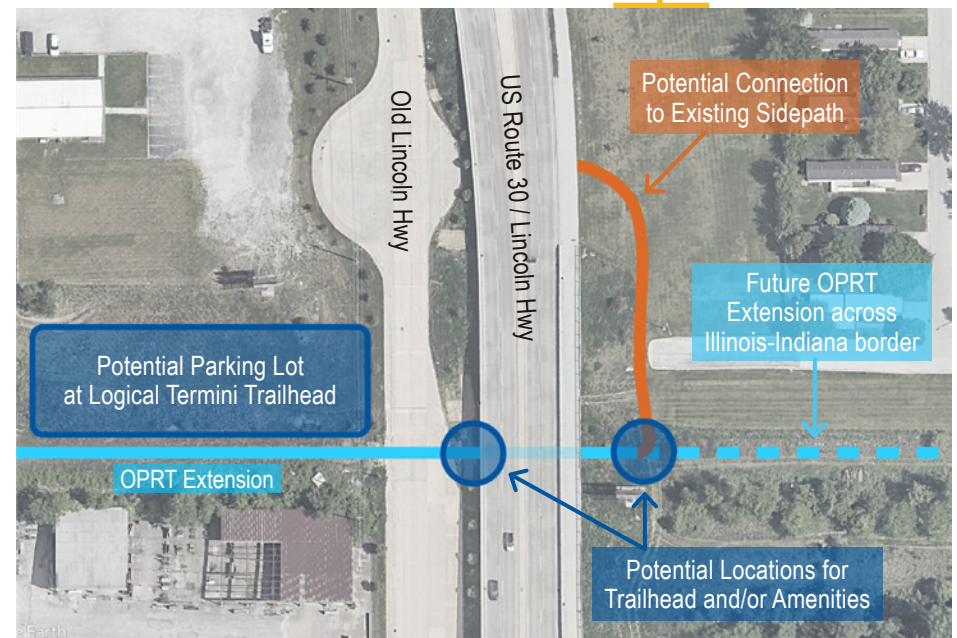 Old Lincoln Hwy
US Route 30 / Lincoln Hwy
Potential Connection
to Existing Sidepath
Future OPRT
Extension across
Illinois-Indiana border
Potential Parking Lot
at Logical Termini Trailhead
OPRT Extension
Potential Locations for
Trailhead and/or Amenities
Earth